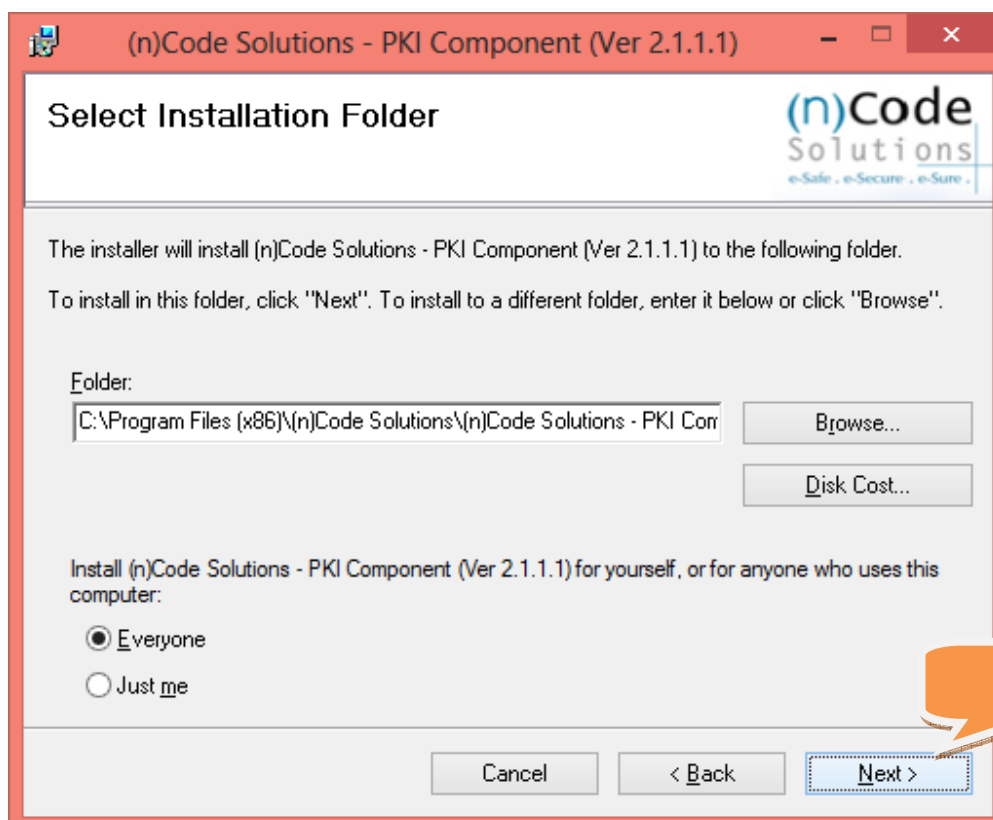 (n)Code Solutions - PKI Component (Ver 2.1.1.1)
Select Installation Folder
(n)Code
Solutions
e-Safe . e-Secure . e-Sure .
The installer will install (n)Code Solutions - PKI Component (Ver 2.1.1.1) to the following folder.
To install in this folder, click "Next". To install to a different folder, enter it below or click "Browse".
Folder:
C:\Program Files (x86)\(n)Code Solutions\(n)Code Solutions - PKI Com
Browse...
Disk Cost...
Install (n)Code Solutions - PKI Component (Ver 2.1.1.1) for yourself, or for anyone who uses this
computer:
Everyone
Just me
Cancel
< Back
Next >